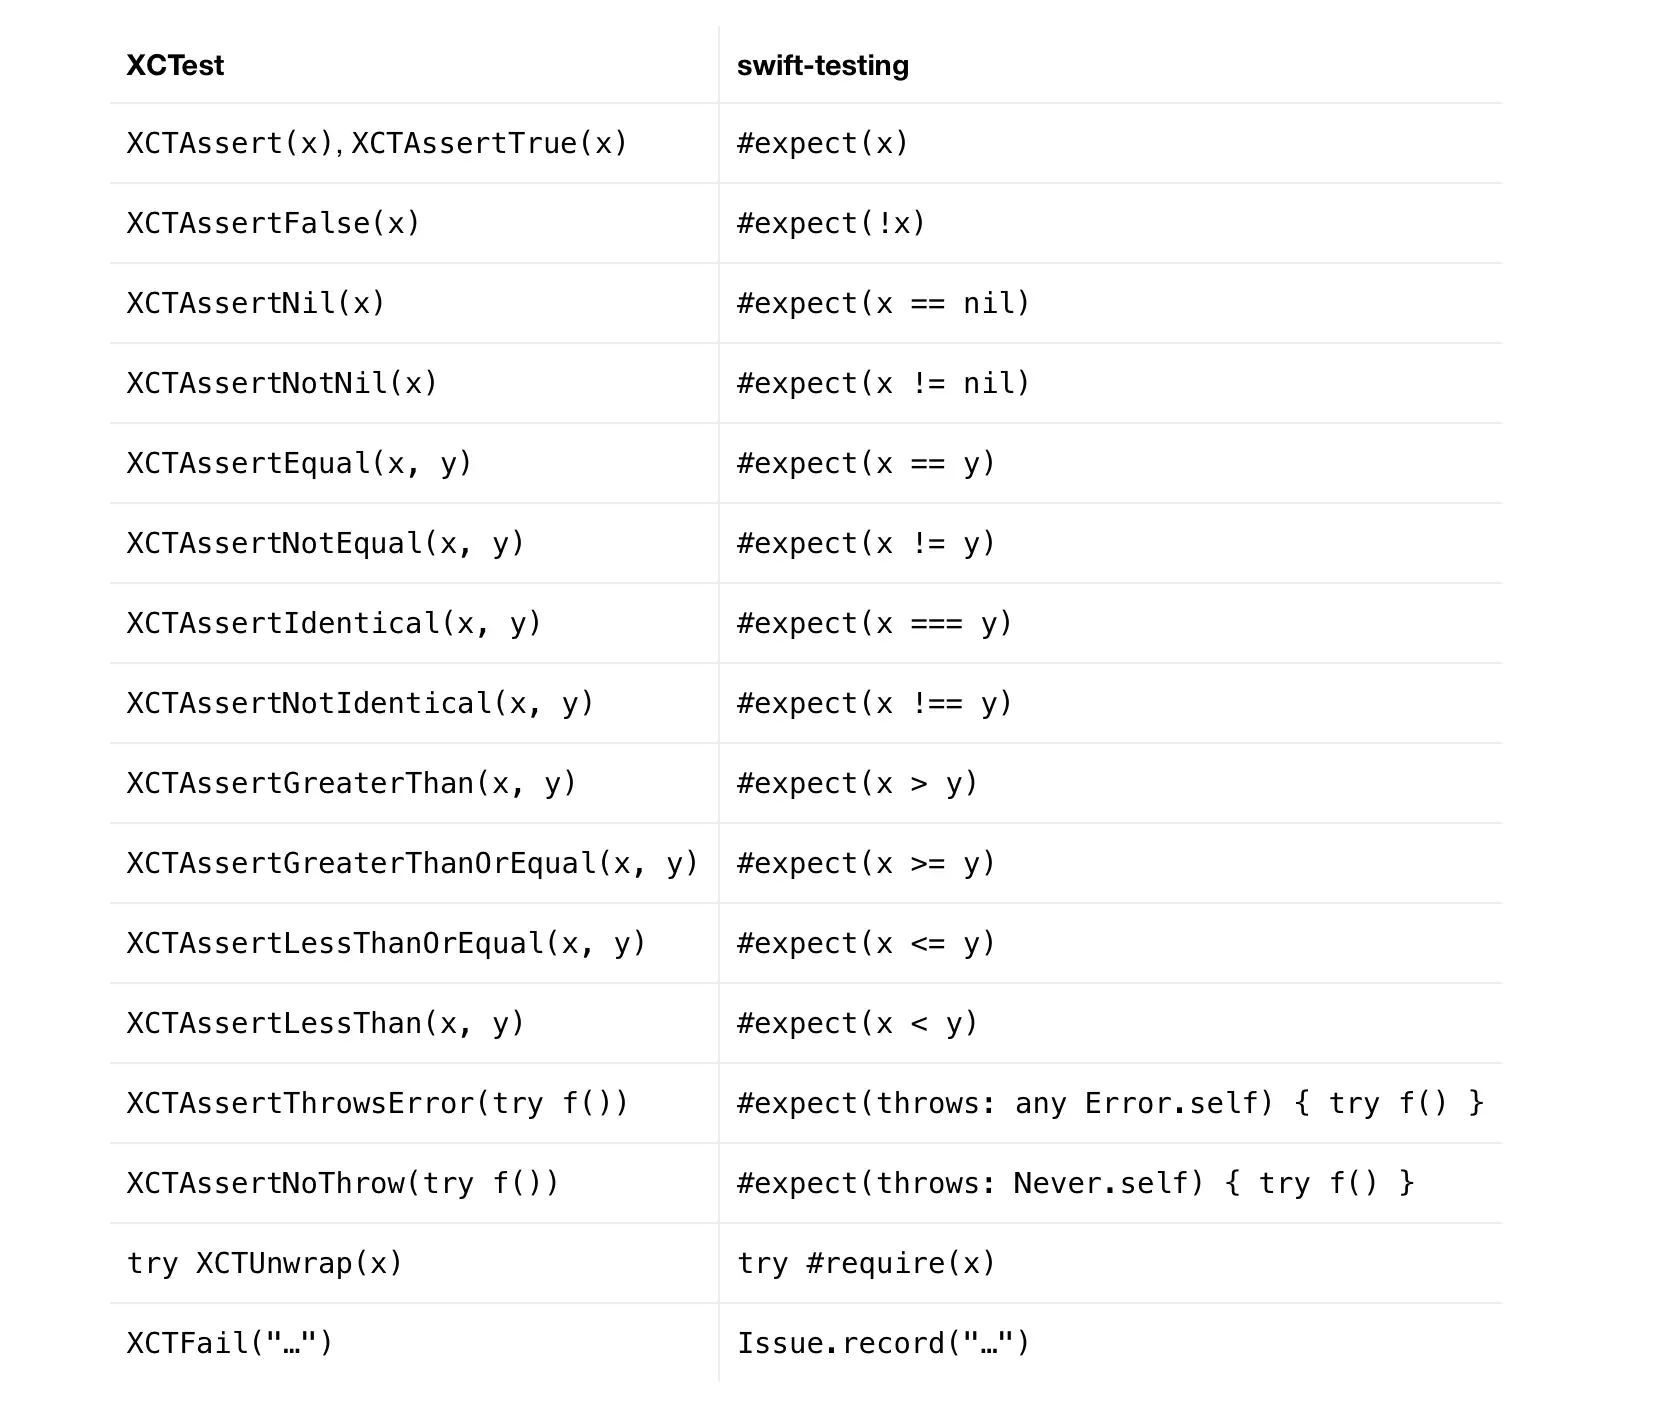 XCTest swift-testing
XCTAssert(x), XCTAssertTrue(x) #expect(x)
XCTAssertFalse(x) #expect(!x)
XCTAssertNil(x) #expect(x == nil)
XCTAssertNotNil(x) #expect(x != nil)
XCTAssertEqual(x, y) #expect(x == y)
XCTAssertNotEqual(x, y) #expect(x != y)
XCTAssertIdentical(x, y) #expect(x === y)
XCTAssertNotIdentical(x, y) #expect(x !== y)
XCTAssertGreaterThan(x, y) #expect(x > y)
XCTAssertGreaterThanOrEqual(x, y) #expect(x >= y)
XCTAssertLessThanOrEqual(x, y) #expect(x <= y)
XCTAssertLessThan(x, y) #expect(x < y)
XCTAssertThrowsError(try f()) #expect(throws: any Error.self) { try f() }
XCTAssertNoThrow(try f()) #expect(throws: Never.self) { try f() }
try XCTUnwrap(x) try #require(x)
XCTFail("…") Issue.record("…")